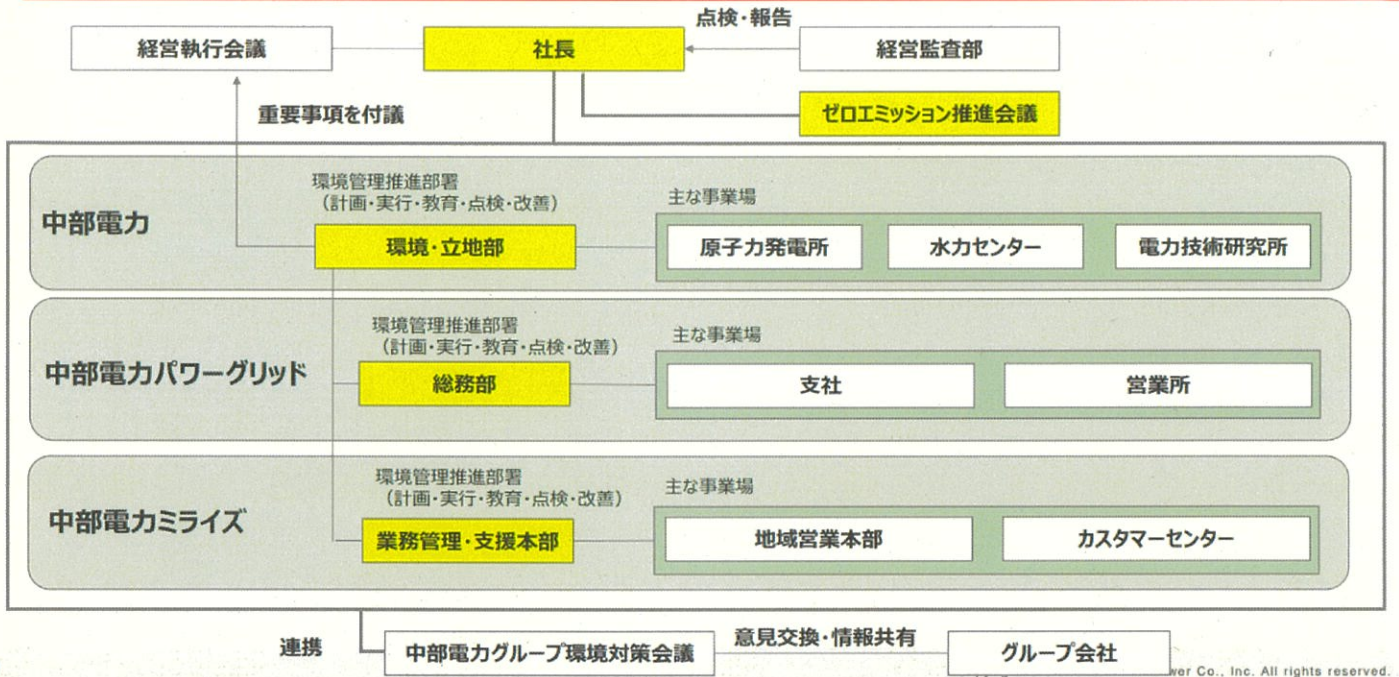 点検・報告
経営執行会議
社長
経営監査部
重要事項を付議
ゼロエミッション推進会議
中部電力
環境管理推進部署
（計画・実行・教育・点検・改善）
環境・立地部
主な事業場
原子力発電所
水力センター
電力技術研究所
中部電力パワーグリッド
環境管理推進部署
（計画・実行・教育・点検・改善）
総務部
主な事業場
支社
営業所
中部電力ミライズ
環境管理推進部署
（計画・実行・教育・点検・改善）
業務管理・支援本部
主な事業場
地域営業本部
カスタマーセンター
連携
中部電力グループ環境対策会議
意見交換・情報共有
グループ会社
Co., Inc. All rights reserved.